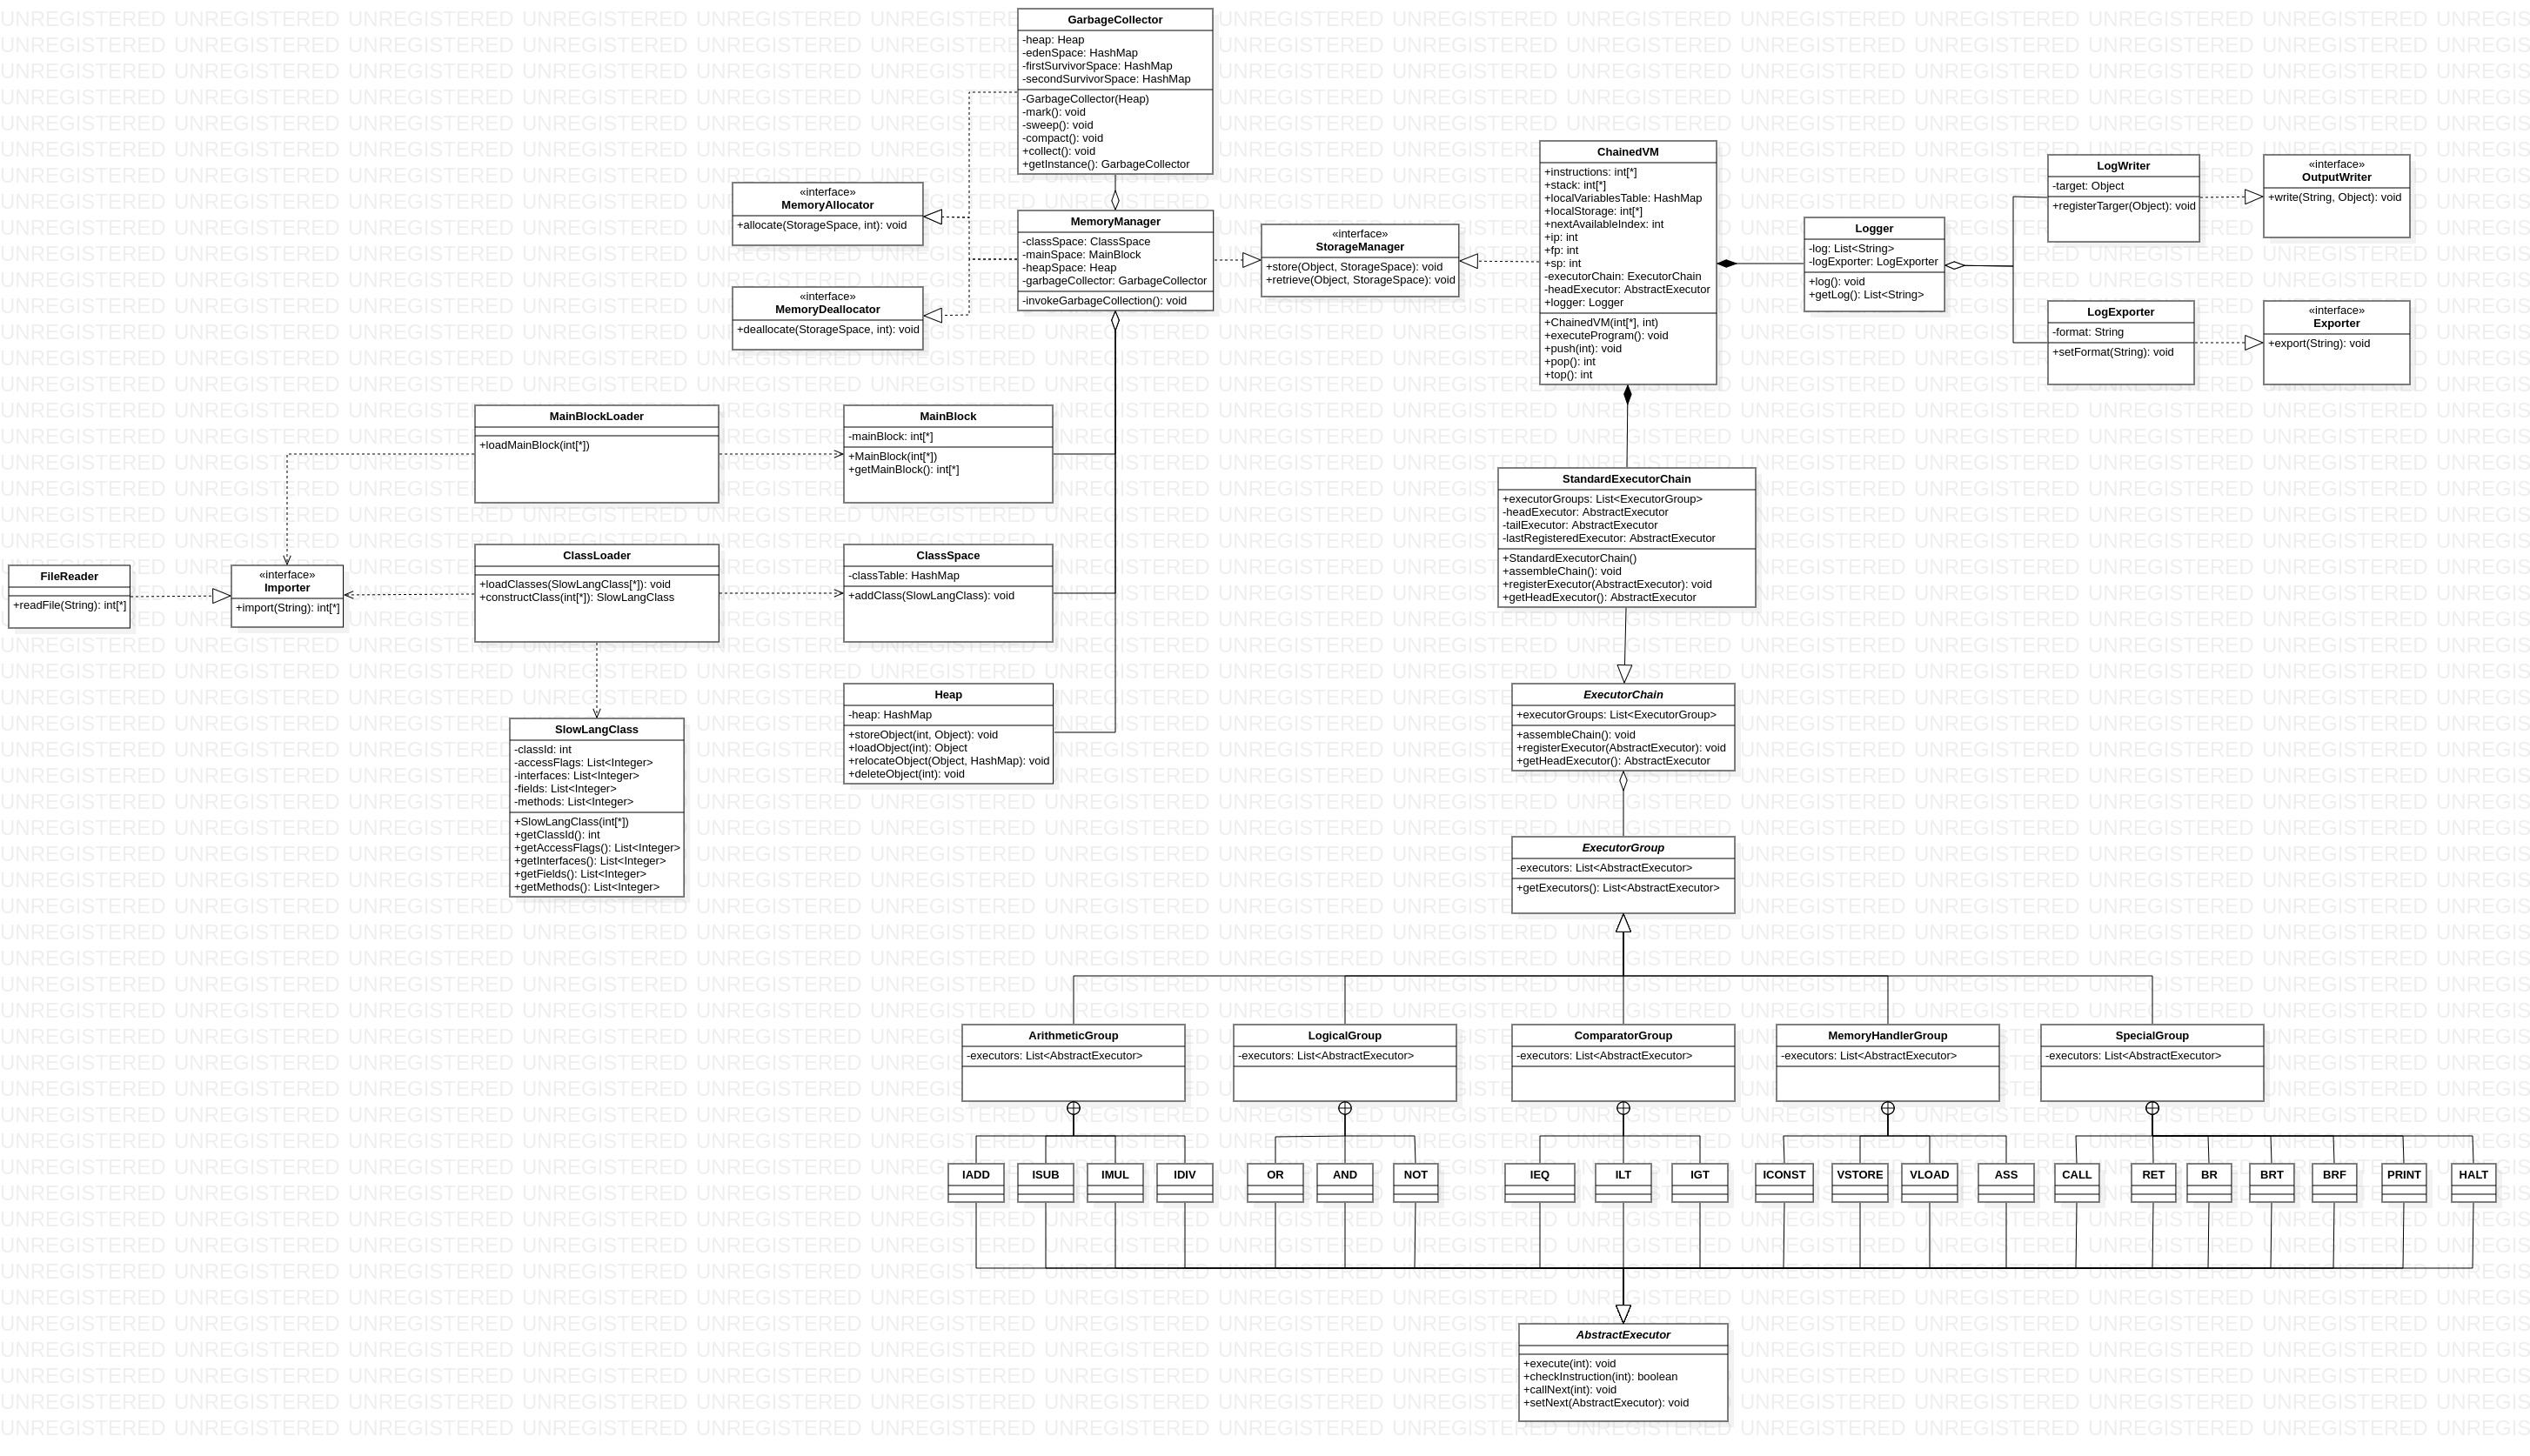 GarbageCollector
-heap: Heap
-edenSpace: HashMap
-firstSurvivorSpace: HashMap
-secondSurvivorSpace: HashMap
-GarbageCollector(Heap)
-mark(): void
-sweep(): void
-compact(): void
+collect(): void
+getInstance(): GarbageCollector
«interface»
MemoryAllocator
+allocate(StorageSpace, int): void
«interface»
MemoryDeallocator
+deallocate(StorageSpace, int): void
MemoryManager
-classSpace: ClassSpace
-mainSpace: MainBlock
-heapSpace: Heap
-garbageCollector: GarbageCollector
-invokeGarbageCollection(): void
«interface»
StorageManager
+store(Object, StorageSpace): void
+retrieve(Object, StorageSpace): void
ChainedVM
+instructions: int[*]
+stack: int[*]
+localVariablesTable: HashMap
+localStorage: int[*]
+nextAvailableIndex: int
+ip: int
+fp: int
+sp: int
-executorChain: ExecutorChain
-headExecutor: AbstractExecutor
+logger: Logger
+ChainedVM(int[*], int)
+executeProgram(): void
+push(int): void
+pop(): int
+top(): int
Logger
-log: List<String>
-logExporter: LogExporter
+log(): void
+getLog(): List<String>
LogWriter
-target: Object
+registerTarger(Object): void
«interface»
OutputWriter
+write(String, Object): void
LogExporter
-format: String
+setFormat(String): void
«interface»
Exporter
+export(String): void
MainBlockLoader
+loadMainBlock(int[*])
MainBlock
-mainBlock: int[*]
+MainBlock(int[*])
+getMainBlock(): int[*]
FileReader
+readFile(String): int[*]
«interface»
Importer
+import(String): int[*]
ClassLoader
+loadClasses(SlowLangClass[*]): void
+constructClass(int[*]): SlowLangClass
ClassSpace
-classTable: HashMap
+addClass(SlowLangClass): void
StandardExecutorChain
+executorGroups: List<ExecutorGroup>
-headExecutor: AbstractExecutor
-tailExecutor: AbstractExecutor
-lastRegisteredExecutor: AbstractExecutor
+StandardExecutorChain()
+assembleChain(): void
+registerExecutor(AbstractExecutor): void
+getHeadExecutor(): AbstractExecutor
SlowLangClass
-classId: int
-accessFlags: List<Integer>
-interfaces: List<Integer>
-fields: List<Integer>
-methods: List<Integer>
+SlowLangClass(int[*])
+getClassId(): int
+getAccessFlags(): List<Integer>
+getInterfaces(): List<Integer>
+getFields(): List<Integer>
+getMethods(): List<Integer>
Heap
-heap: HashMap
+storeObject(int, Object): void
+loadObject(int): Object
+relocateObject(Object, HashMap): void
+deleteObject(int): void
ExecutorChain
+executorGroups: List<ExecutorGroup>
+assembleChain(): void
+registerExecutor(AbstractExecutor): void
+getHeadExecutor(): AbstractExecutor
ExecutorGroup
-executors: List<AbstractExecutor>
+getExecutors(): List<AbstractExecutor>
ArithmeticGroup
-executors: List<AbstractExecutor>
LogicalGroup
-executors: List<AbstractExecutor>
ComparatorGroup
-executors: List<AbstractExecutor>
MemoryHandlerGroup
-executors: List<AbstractExecutor>
SpecialGroup
-executors: List<AbstractExecutor>
IADD
ISUB
IMUL
IDIV
OR
AND
NOT
IEQ
ILT
IGT
ICONST
VSTORE
VLOAD
ASS
CALL
RET
BR
BRT
BRF
PRINT
HALT
AbstractExecutor
+execute(int): void
+checkInstruction(int): boolean
+callNext(int): void
+setNext(AbstractExecutor): void
UNREGISTERED